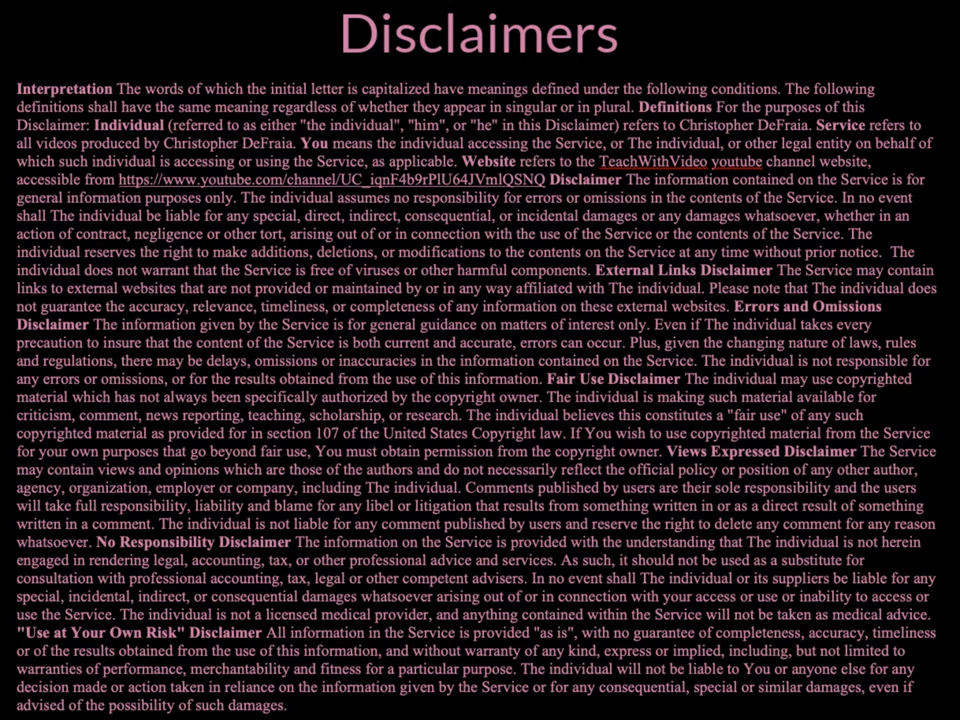 Disclaimers
Interpretation The words of which the initial letter is capitalized have meanings defined under the following conditions. The following
definitions shall have the same meaning regardless of whether they appear in singular or in plural. Definitions For the purposes of this
Disclaimer: Individual (referred to as either "the individual", "him", or "he" in this Disclaimer) refers to Christopher DeFraia. Service refers to
all videos produced by Christopher DeFraia. You means the individual accessing the Service, or The individual, or other legal entity on behalf of
which such individual is accessing or using the Service, as applicable. Website refers to the TeachWithVideo youtube channel website,
accessible from https://www.youtube.com/channel/UC_iqnF4b9rPlU64JVmlQSNQ Disclaimer The information contained on the Service is for
general information purposes only. The individual assumes no responsibility for errors or omissions in the contents of the Service. In no event
shall The individual be liable for any special, direct, indirect, consequential, or incidental damages or any damages whatsoever, whether in an
action of contract, negligence or other tort, arising out of or in connection with the use of the Service or the contents of the Service. The
individual reserves the right to make additions, deletions, or modifications to the contents on the Service at any time without prior notice. The
individual does not warrant that the Service is free of viruses or other harmful components. External Links Disclaimer The Service may contain
links to external websites that are not provided or maintained by or in any way affiliated with The individual. Please note that The individual does
not guarantee the accuracy, relevance, timeliness, or completeness of any information on these external websites. Errors and Omissions
Disclaimer The information given by the Service is for general guidance on matters of interest only. Even if The individual takes every
precaution to insure that the content of the Service is both current and accurate, errors can occur. Plus, given the changing nature of laws, rules
and regulations, there may be delays, omissions or inaccuracies in the information contained on the Service. The individual is not responsible for
any errors or omissions, or for the results obtained from the use of this information. Fair Use Disclaimer The individual may use copyrighted
material which has not always been specifically authorized by the copyright owner. The individual is making such material available for
criticism, comment, news reporting, teaching, scholarship, or research. The individual believes this constitutes a "fair use" of any such
copyrighted material as provided for in section 107 of the United States Copyright law. If You wish to use copyrighted material from the Service
for your own purposes that go beyond fair use, You must obtain permission from the copyright owner. Views Expressed Disclaimer The Service
may contain views and opinions which are those of the authors and do not necessarily reflect the official policy or position of any other author,
agency, organization, employer or company, including The individual. Comments published by users are their sole responsibility and the users
will take full responsibility, liability and blame for any libel or litigation that results from something written in or as a direct result of something
written in a comment. The individual is not liable for any comment published by users and reserve the right to delete any comment for any reason
whatsoever. No Responsibility Disclaimer The information on the Service is provided with the understanding that The individual is not herein
engaged in rendering legal, accounting, tax, or other professional advice and services. As such, it should not be used as a substitute for
consultation with professional accounting, tax, legal or other competent advisers. In no event shall The individual or its suppliers be liable for any
special, incidental, indirect, or consequential damages whatsoever arising out of or in connection with your access or use or inability to access or
use the Service. The individual is not a licensed medical provider, and anything contained within the Service will not be taken as medical advice.
"Use at Your Own Risk" Disclaimer All information in the Service is provided "as is", with no guarantee of completeness, accuracy, timeliness
or of the results obtained from the use of this information, and without warranty of any kind, express or implied, including, but not limited to
warranties of performance, merchantability and fitness for a particular purpose. The individual will not be liable to You or anyone else for any
decision made or action taken in reliance on the information given by the Service or for any consequential, special or similar damages, even if
advised of the possibility of such damages.